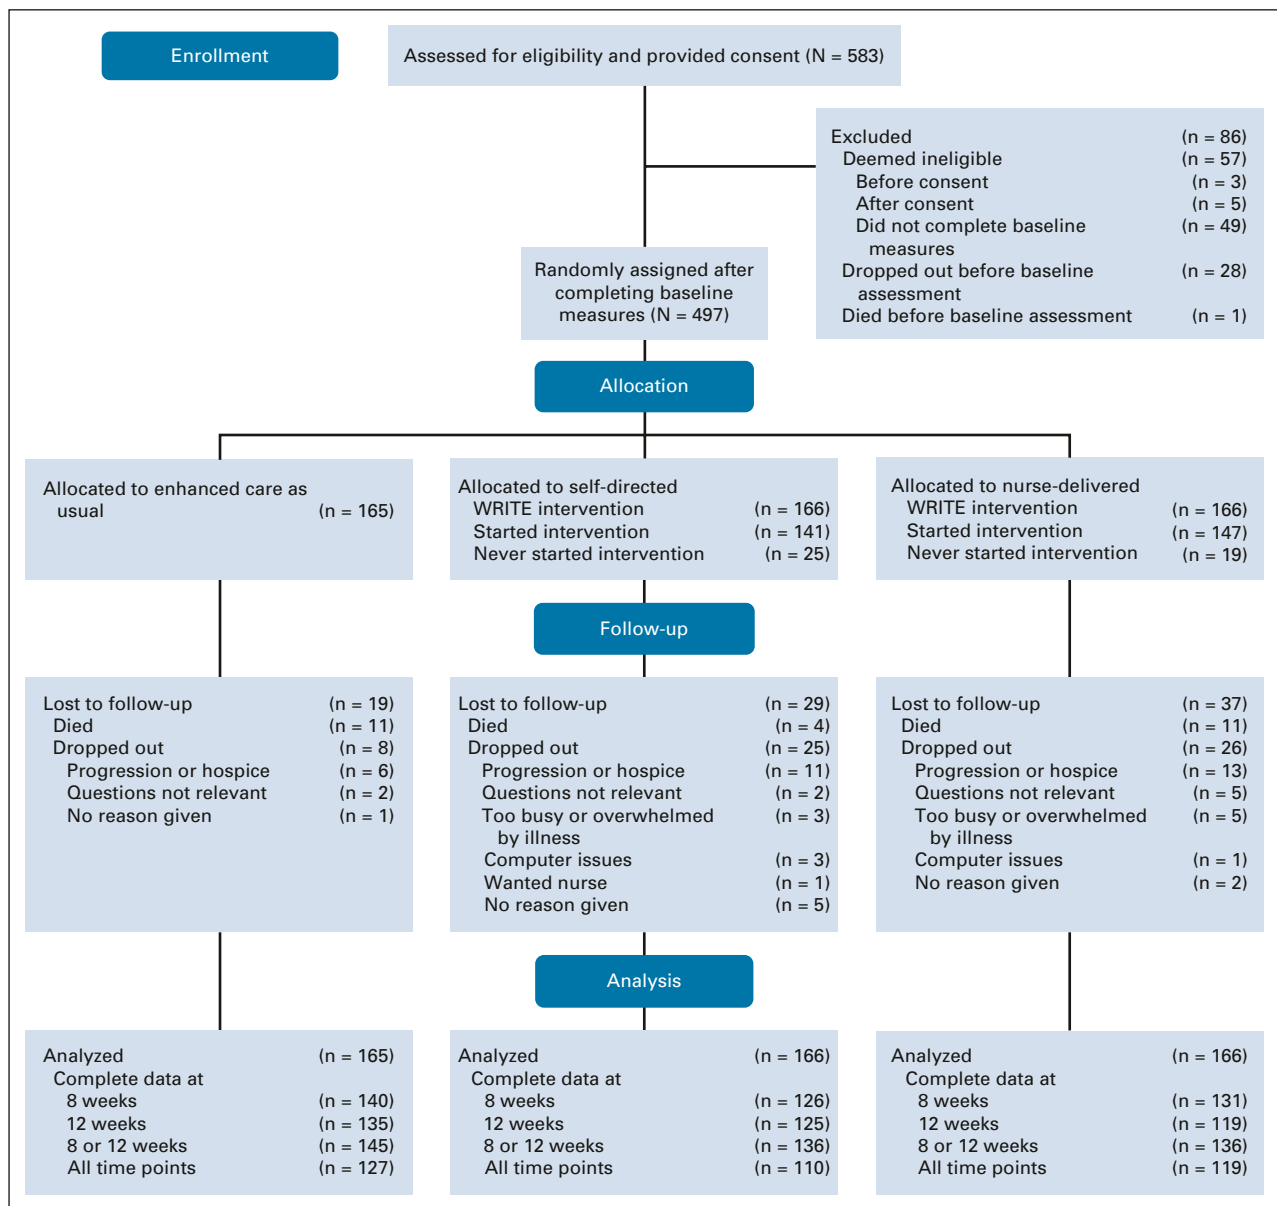 Enrollment
Assessed for eligibility and provided consent (N = 583)
Excluded (n = 86)
Deemed ineligible (n = 57)
Before consent (n = 3)
After consent (n = 5)
Did not complete baseline (n = 49)
measures
Dropped out before baseline (n = 28)
assessment
Died before baseline assessment (n = 1)
Randomly assigned after
completing baseline
measures (N = 497)
Allocation
Allocated to enhanced care as
usual (n = 165)
Allocated to self-directed
WRITE intervention (n = 166)
Started intervention (n = 141)
Never started intervention (n = 25)
Allocated to nurse-delivered
WRITE intervention (n = 166)
Started intervention (n = 147)
Never started intervention (n = 19)
Follow-up
Lost to follow-up (n = 19)
Died (n = 11)
Dropped out (n = 8)
Progression or hospice (n = 6)
Questions not relevant (n = 2)
No reason given (n = 1)
Lost to follow-up (n = 29)
Died (n = 4)
Dropped out (n = 25)
Progression or hospice (n = 11)
Questions not relevant (n = 2)
Too busy or overwhelmed (n = 3)
by illness
Computer issues (n = 3)
Wanted nurse (n = 1)
No reason given (n = 5)
Lost to follow-up (n = 37)
Died (n = 11)
Dropped out (n = 26)
Progression or hospice (n = 13)
Questions not relevant (n = 5)
Too busy or overwhelmed (n = 5)
by illness
Computer issues (n = 1)
No reason given (n = 2)
Analysis
Analyzed (n = 165)
Complete data at
8 weeks (n = 140)
12 weeks (n = 135)
8 or 12 weeks (n = 145)
All time points (n = 127)
Analyzed (n = 166)
Complete data at
8 weeks (n = 126)
12 weeks (n = 125)
8 or 12 weeks (n = 136)
All time points (n = 110)
Analyzed (n = 166)
Complete data at
8 weeks (n = 131)
12 weeks (n = 119)
8 or 12 weeks (n = 136)
All time points (n = 119)